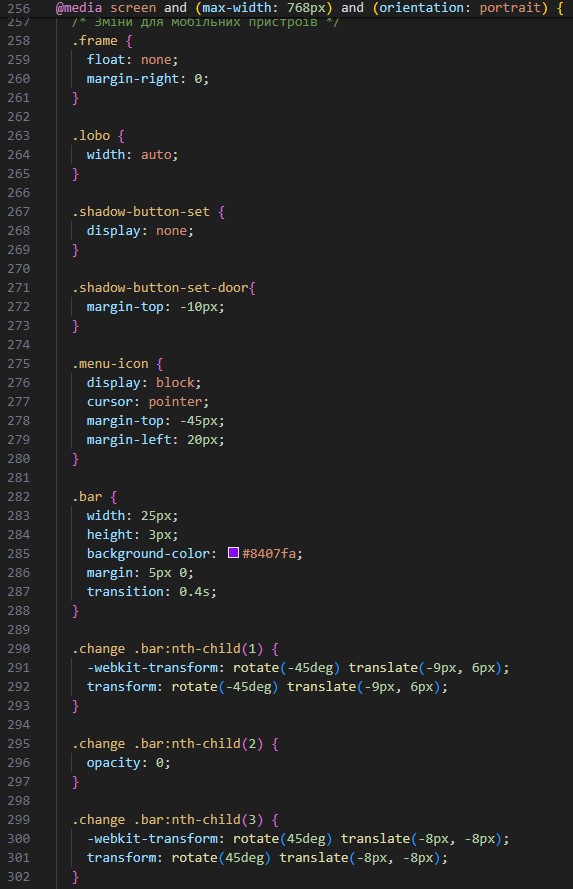 256 @media screen and (max-width: 768px) and (orientation: portrait) {
257 /* Зміни для мобільних пристроїв */
258 .frame {
259 float: none;
260 margin-right: 0;
261 }
262
263 .lobo {
264 width: auto;
265 }
266
267 .shadow-button-set {
268 display: none;
269 }
270
271 .shadow-button-set-door{
272 margin-top: -10px;
273 }
274
275 .menu-icon {
276 display: block;
277 cursor: pointer;
278 margin-top: -45px;
279 margin-left: 20px;
280 }
281
282 .bar {
283 width: 25px;
284 height: 3px;
285 background-color: #8407fa;
286 margin: 5px 0;
287 transition: 0.4s;
288 }
289
290 .change .bar:nth-child(1) {
291 -webkit-transform: rotate(-45deg) translate(-9px, 6px);
292 transform: rotate(-45deg) translate(-9px, 6px);
293 }
294
295 .change .bar:nth-child(2) {
296 opacity: 0;
297 }
298
299 .change .bar:nth-child(3) {
300 -webkit-transform: rotate(45deg) translate(-8px, -8px);
301 transform: rotate(45deg) translate(-8px, -8px);
302 }